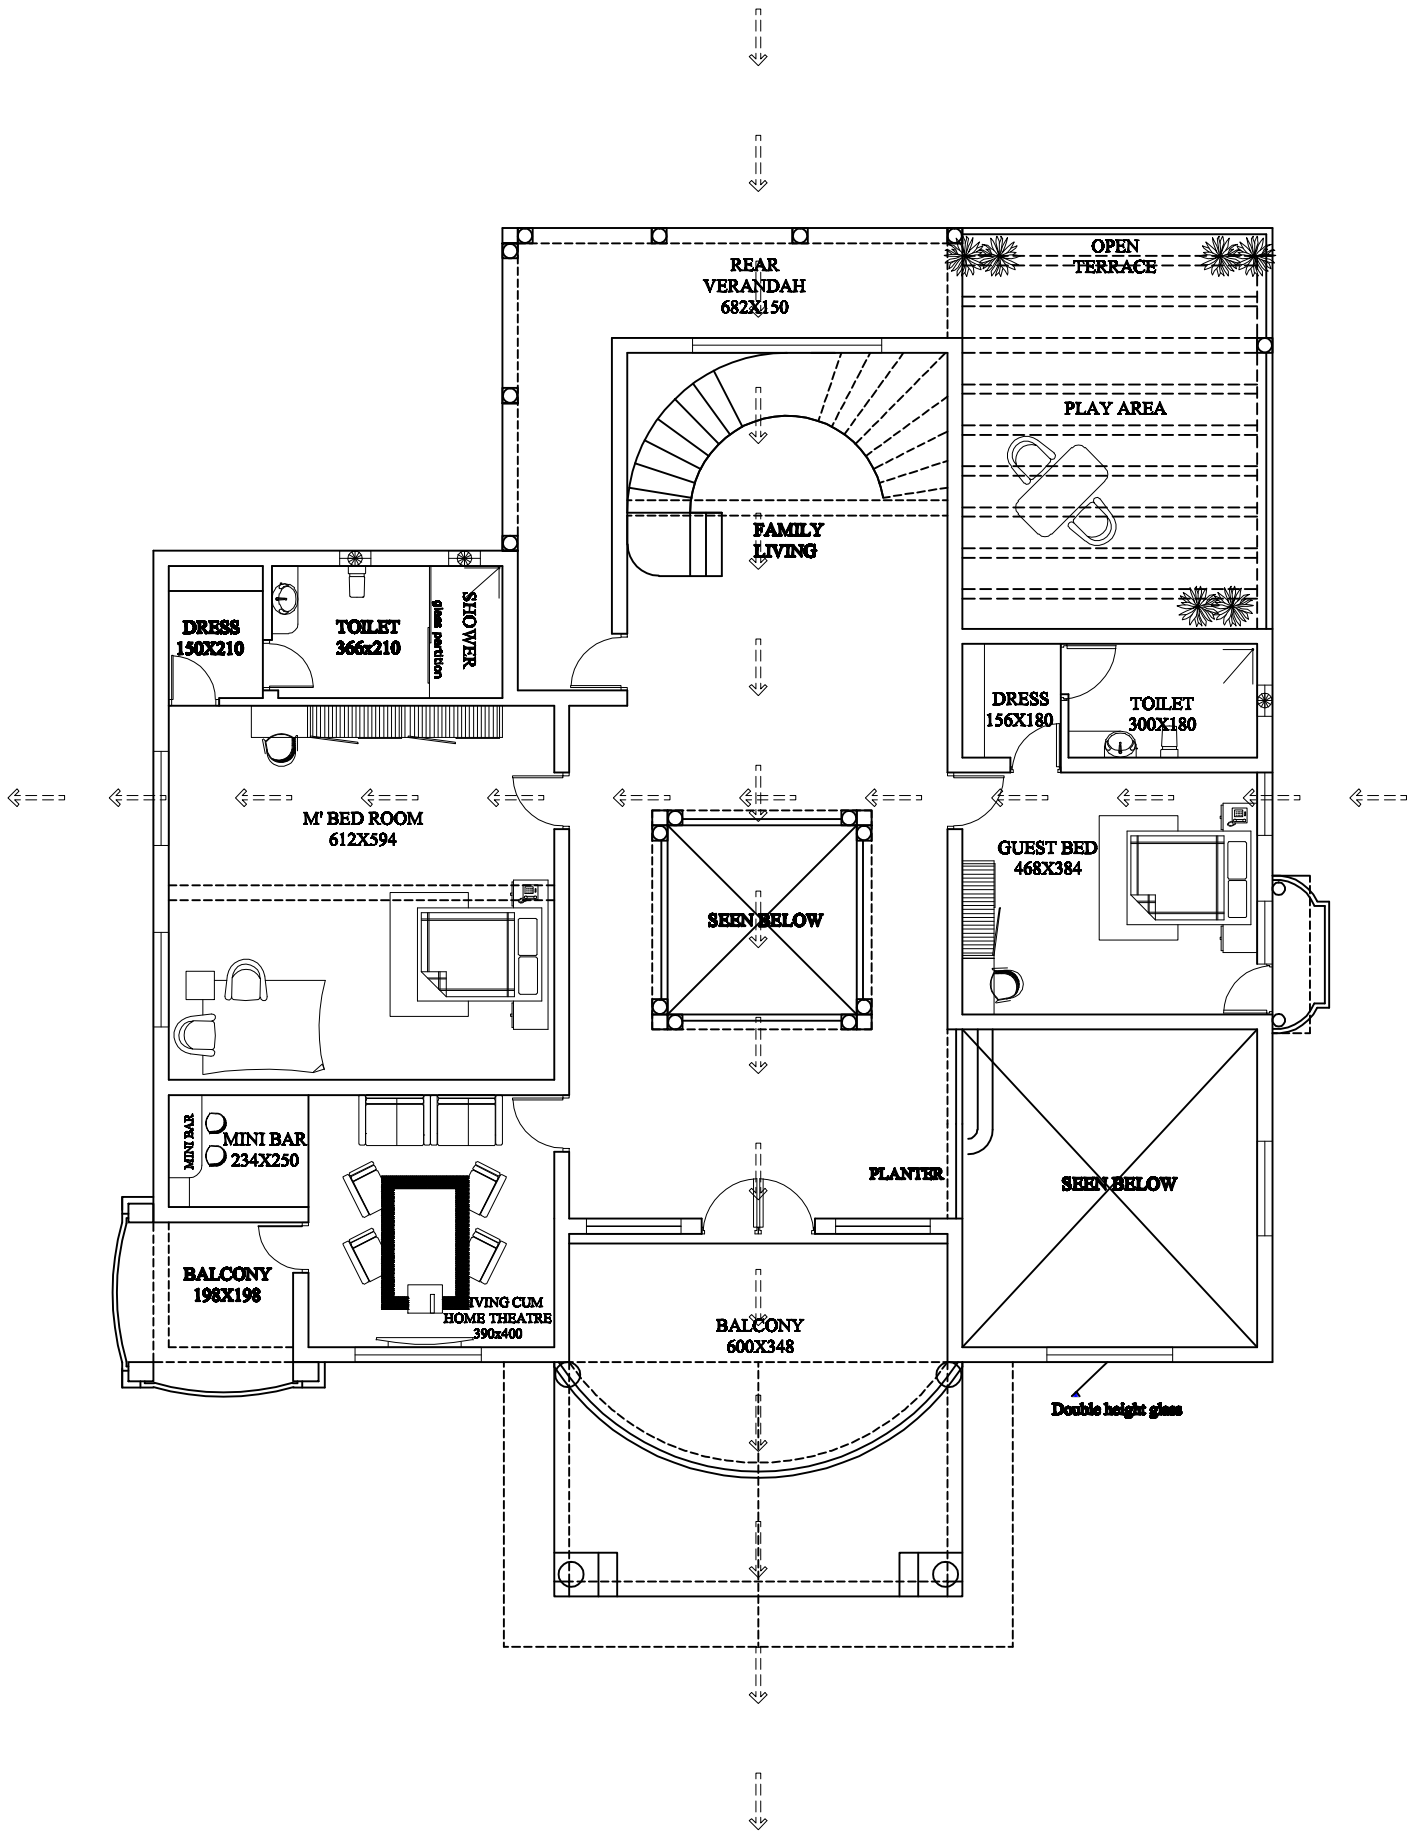 OPEN
TERRACE
REAR
VERANDAH
682X150
PLAY AREA
FAMILY
LIVING
DRESS
150X210
TOILET
366x210
glass partition
SHOWER
DRESS
156X180
TOILET
300X180
M' BED ROOM
612X594
GUEST BED
468X384
SEEN BELOW
MINI BAR
MINI BAR
234X250
PLANTER
SEEN BELOW
BALCONY
198X198
IVING CUM
HOME THEATRE
390x400
BALCONY
600X348
Double height glass